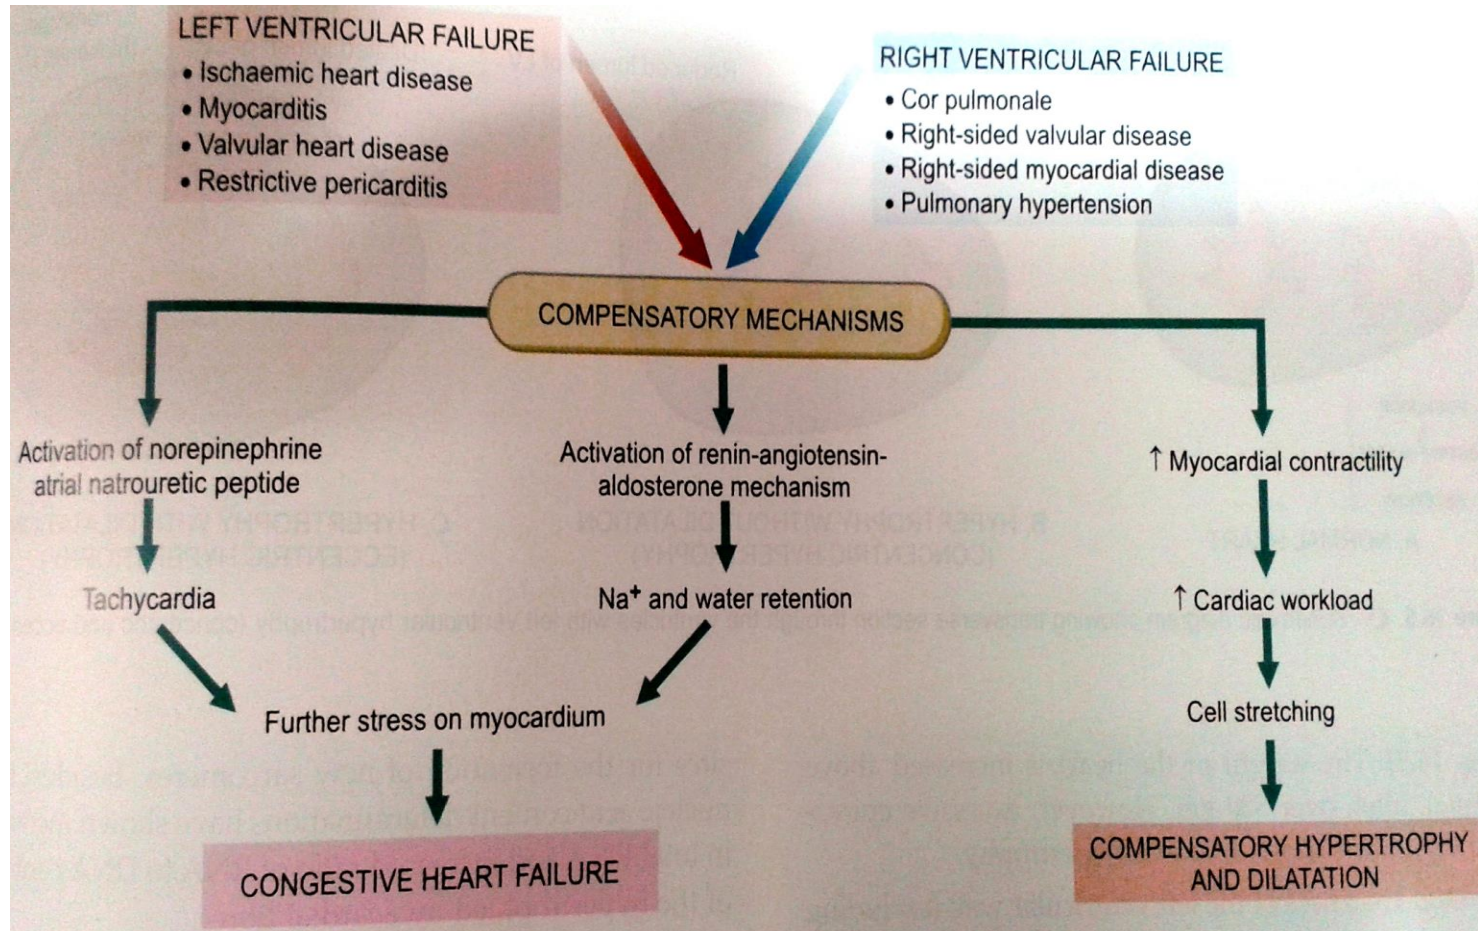 LEFT VENTRICULAR FAILURE
• Ischaemic heart disease
• Myocarditis
• Valvular heart disease
• Restrictive pericarditis
RIGHT VENTRICULAR FAILURE
• Cor pulmonale
• Right-sided valvular disease
• Right-sided myocardial disease
• Pulmonary hypertension
COMPENSATORY MECHANISMS
Activation of norepinephrine
atrial natrouretic peptide
Activation of renin-angiotensin-
aldosterone mechanism
↑ Myocardial contractility
Tachycardia
Na⁺ and water retention
↑ Cardiac workload
Further stress on myocardium
Cell stretching
CONGESTIVE HEART FAILURE
COMPENSATORY HYPERTROPHY
AND DILATATION